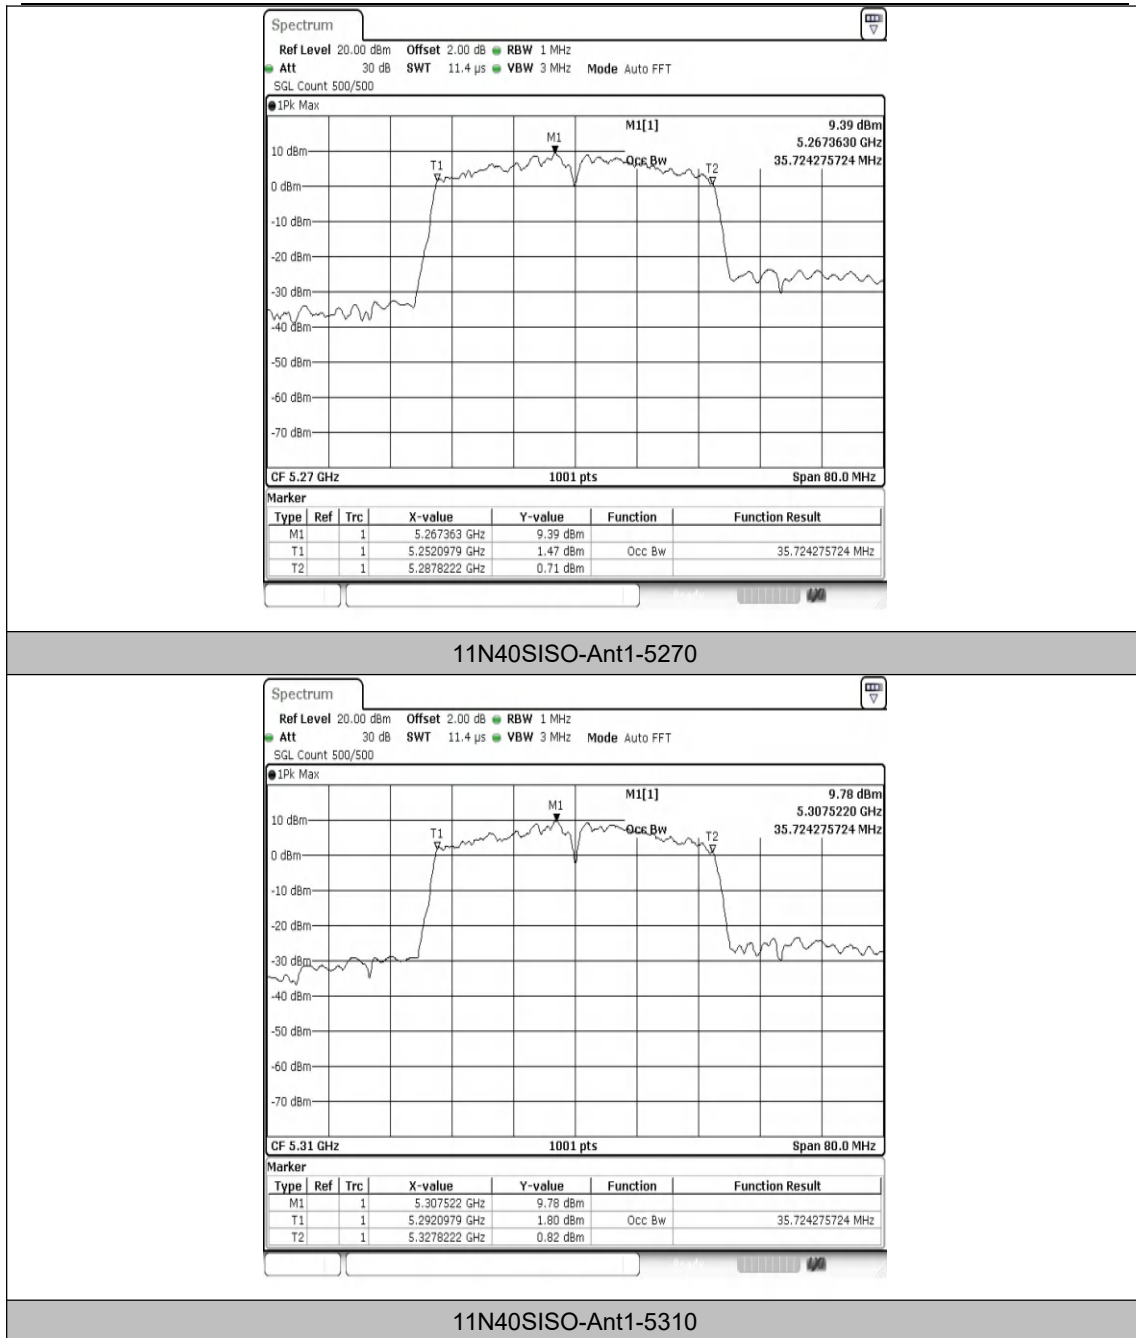 Spectrum
Ref Level 20.00 dBm Offset 2.00 dB RBW 1 MHz
Att 30 dB SWT 11.4 µs VBW 3 MHz Mode Auto FFT
SGL Count 500/500
1Pk Max
M1[1] 9.39 dBm
5.2673630 GHz
Occ Bw 35.724275724 MHz
M1
T1
T2
10 dBm
0 dBm
-10 dBm
-20 dBm
-30 dBm
-40 dBm
-50 dBm
-60 dBm
-70 dBm
CF 5.27 GHz 1001 pts Span 80.0 MHz
Marker
Type Ref Trc X-value Y-value Function Function Result
M1 1 5.267363 GHz 9.39 dBm
T1 1 5.2520979 GHz 1.47 dBm Occ Bw 35.724275724 MHz
T2 1 5.2878222 GHz 0.71 dBm
11N40SISO-Ant1-5270
Spectrum
Ref Level 20.00 dBm Offset 2.00 dB RBW 1 MHz
Att 30 dB SWT 11.4 µs VBW 3 MHz Mode Auto FFT
SGL Count 500/500
1Pk Max
M1[1] 9.78 dBm
5.3075220 GHz
Occ Bw 35.724275724 MHz
M1
T1
T2
10 dBm
0 dBm
-10 dBm
-20 dBm
-30 dBm
-40 dBm
-50 dBm
-60 dBm
-70 dBm
CF 5.31 GHz 1001 pts Span 80.0 MHz
Marker
Type Ref Trc X-value Y-value Function Function Result
M1 1 5.307522 GHz 9.78 dBm
T1 1 5.2920979 GHz 1.80 dBm Occ Bw 35.724275724 MHz
T2 1 5.3278222 GHz 0.82 dBm
11N40SISO-Ant1-5310